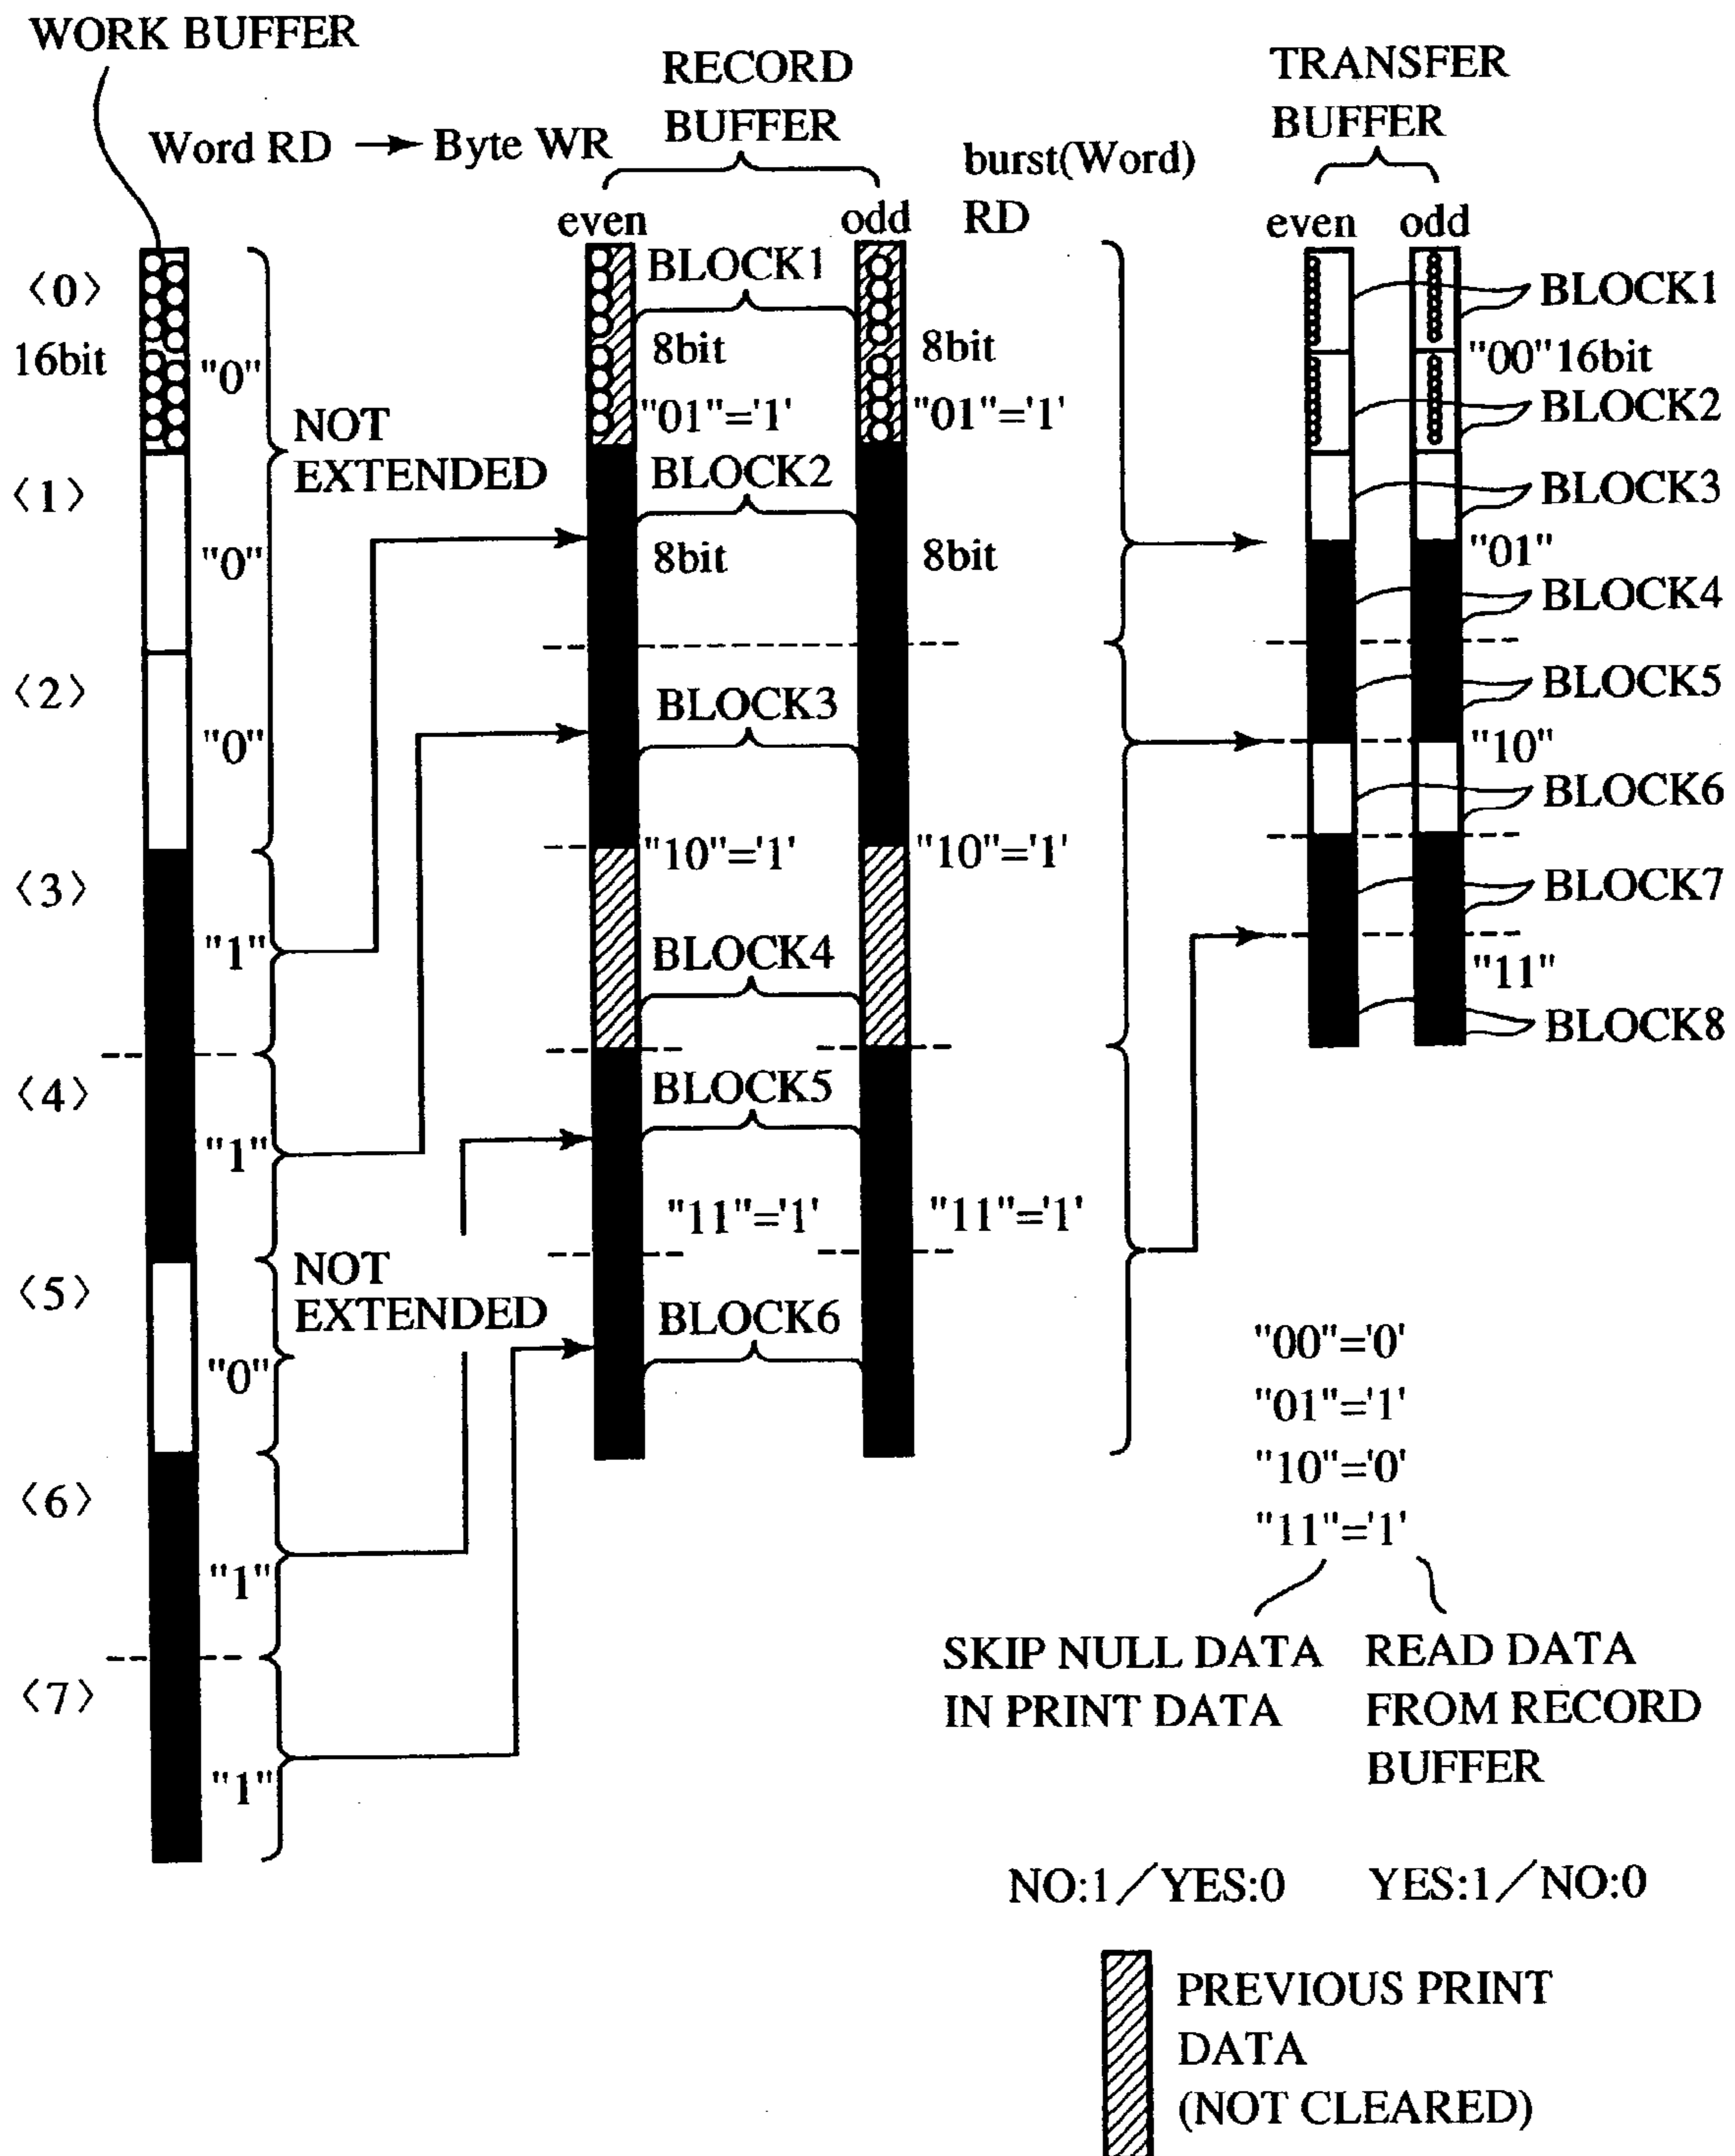 WORK BUFFER
Word RD → Byte WR
RECORD
BUFFER
burst(Word)
RD
TRANSFER
BUFFER
even
odd
even
odd
〈0〉
16bit
"0"
NOT
EXTENDED
〈1〉
"0"
〈2〉
"0"
〈3〉
"1"
〈4〉
"1"
〈5〉
NOT
EXTENDED
"0"
〈6〉
"1"
〈7〉
"1"
BLOCK1
8bit
8bit
"01"='1'
"01"='1'
BLOCK2
8bit
8bit
BLOCK3
"10"='1'
"10"='1'
BLOCK4
BLOCK5
"11"='1'
"11"='1'
BLOCK6
BLOCK1
"00"16bit
BLOCK2
BLOCK3
"01"
BLOCK4
BLOCK5
"10"
BLOCK6
BLOCK7
"11"
BLOCK8
"00"='0'
"01"='1'
"10"='0'
"11"='1'
SKIP NULL DATA
IN PRINT DATA
READ DATA
FROM RECORD
BUFFER
NO:1/YES:0
YES:1/NO:0
PREVIOUS PRINT
DATA
(NOT CLEARED)